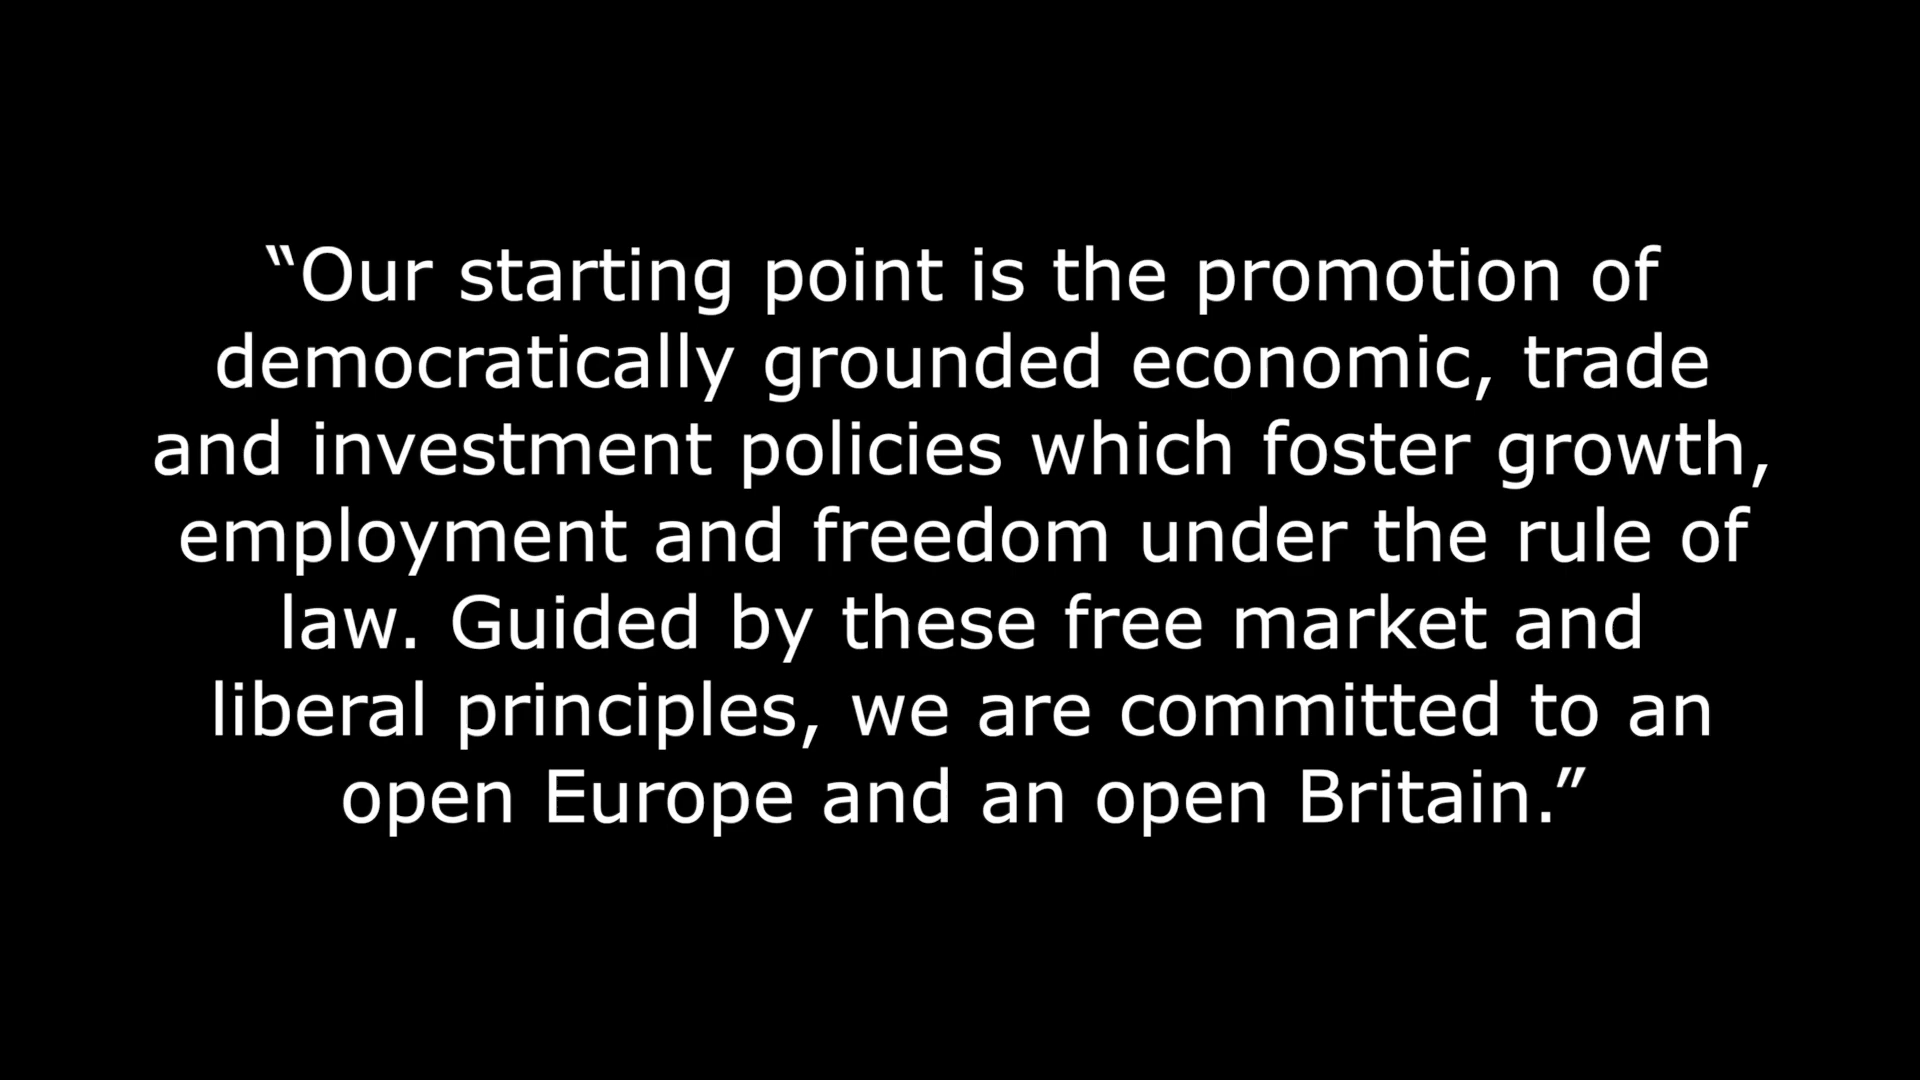 “Our starting point is the promotion of
democratically grounded economic, trade
and investment policies which foster growth,
employment and freedom under the rule of
law. Guided by these free market and
liberal principles, we are committed to an
open Europe and an open Britain.”